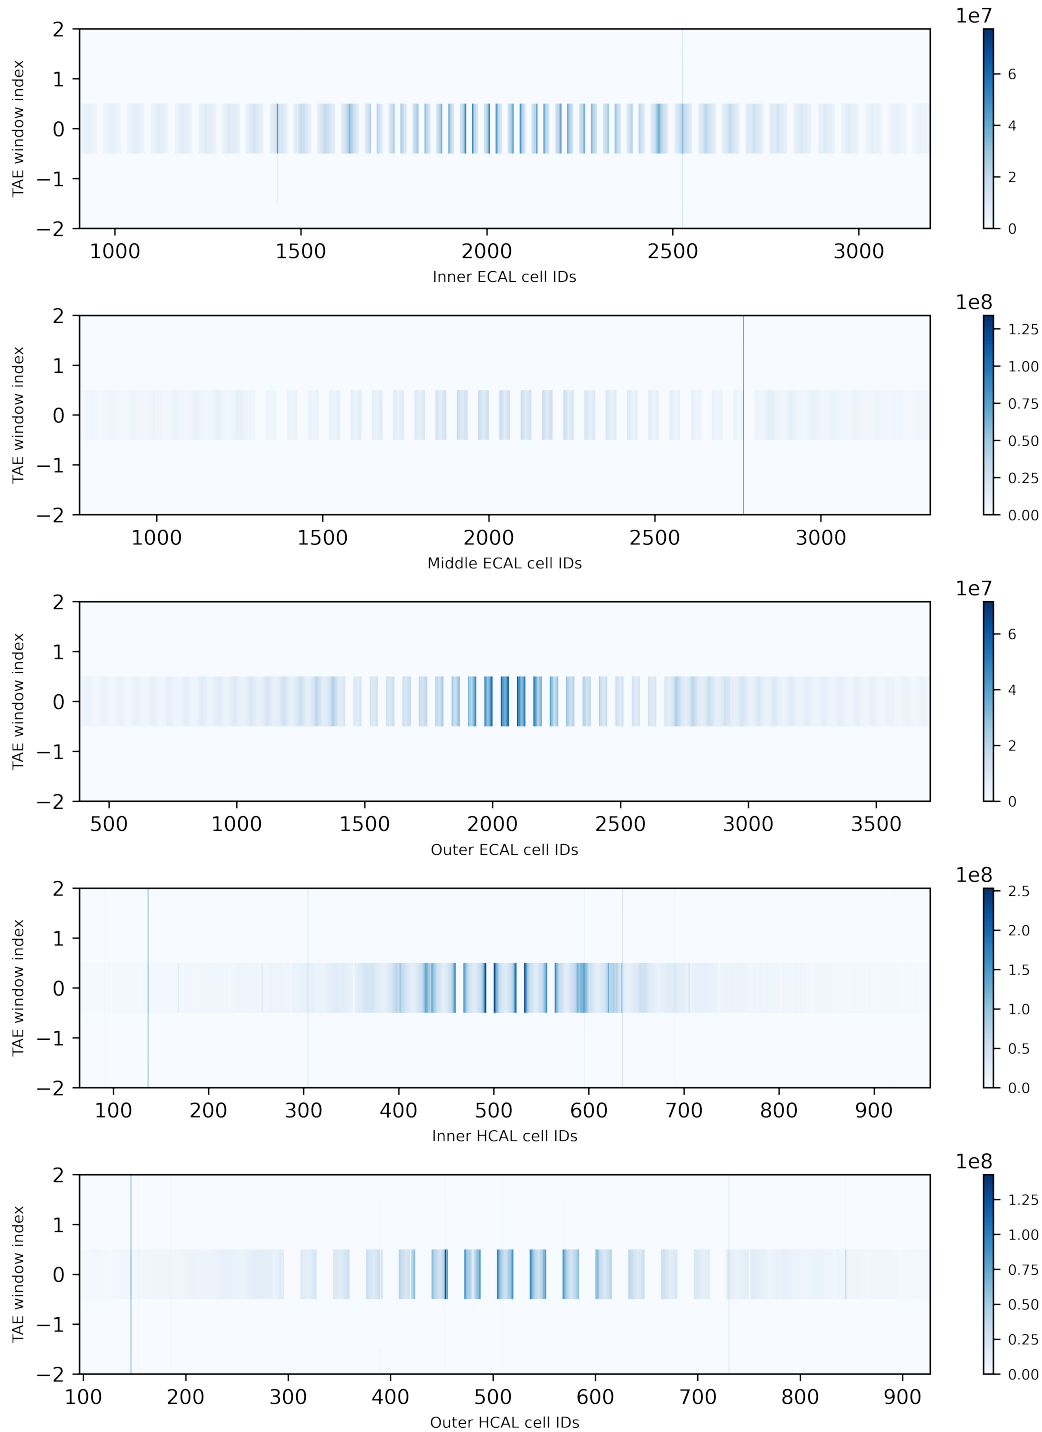 1e7
TAE window index
2
1
0
−1
−2
6
4
2
0
1000 1500 2000 2500 3000
Inner ECAL cell IDs
1e8
TAE window index
2
1
0
−1
−2
1.25
1.00
0.75
0.50
0.25
0.00
1000 1500 2000 2500 3000
Middle ECAL cell IDs
1e7
TAE window index
2
1
0
−1
−2
6
4
2
0
500 1000 1500 2000 2500 3000 3500
Outer ECAL cell IDs
1e8
TAE window index
2
1
0
−1
−2
2.5
2.0
1.5
1.0
0.5
0.0
100 200 300 400 500 600 700 800 900
Inner HCAL cell IDs
1e8
TAE window index
2
1
0
−1
−2
1.25
1.00
0.75
0.50
0.25
0.00
100 200 300 400 500 600 700 800 900
Outer HCAL cell IDs